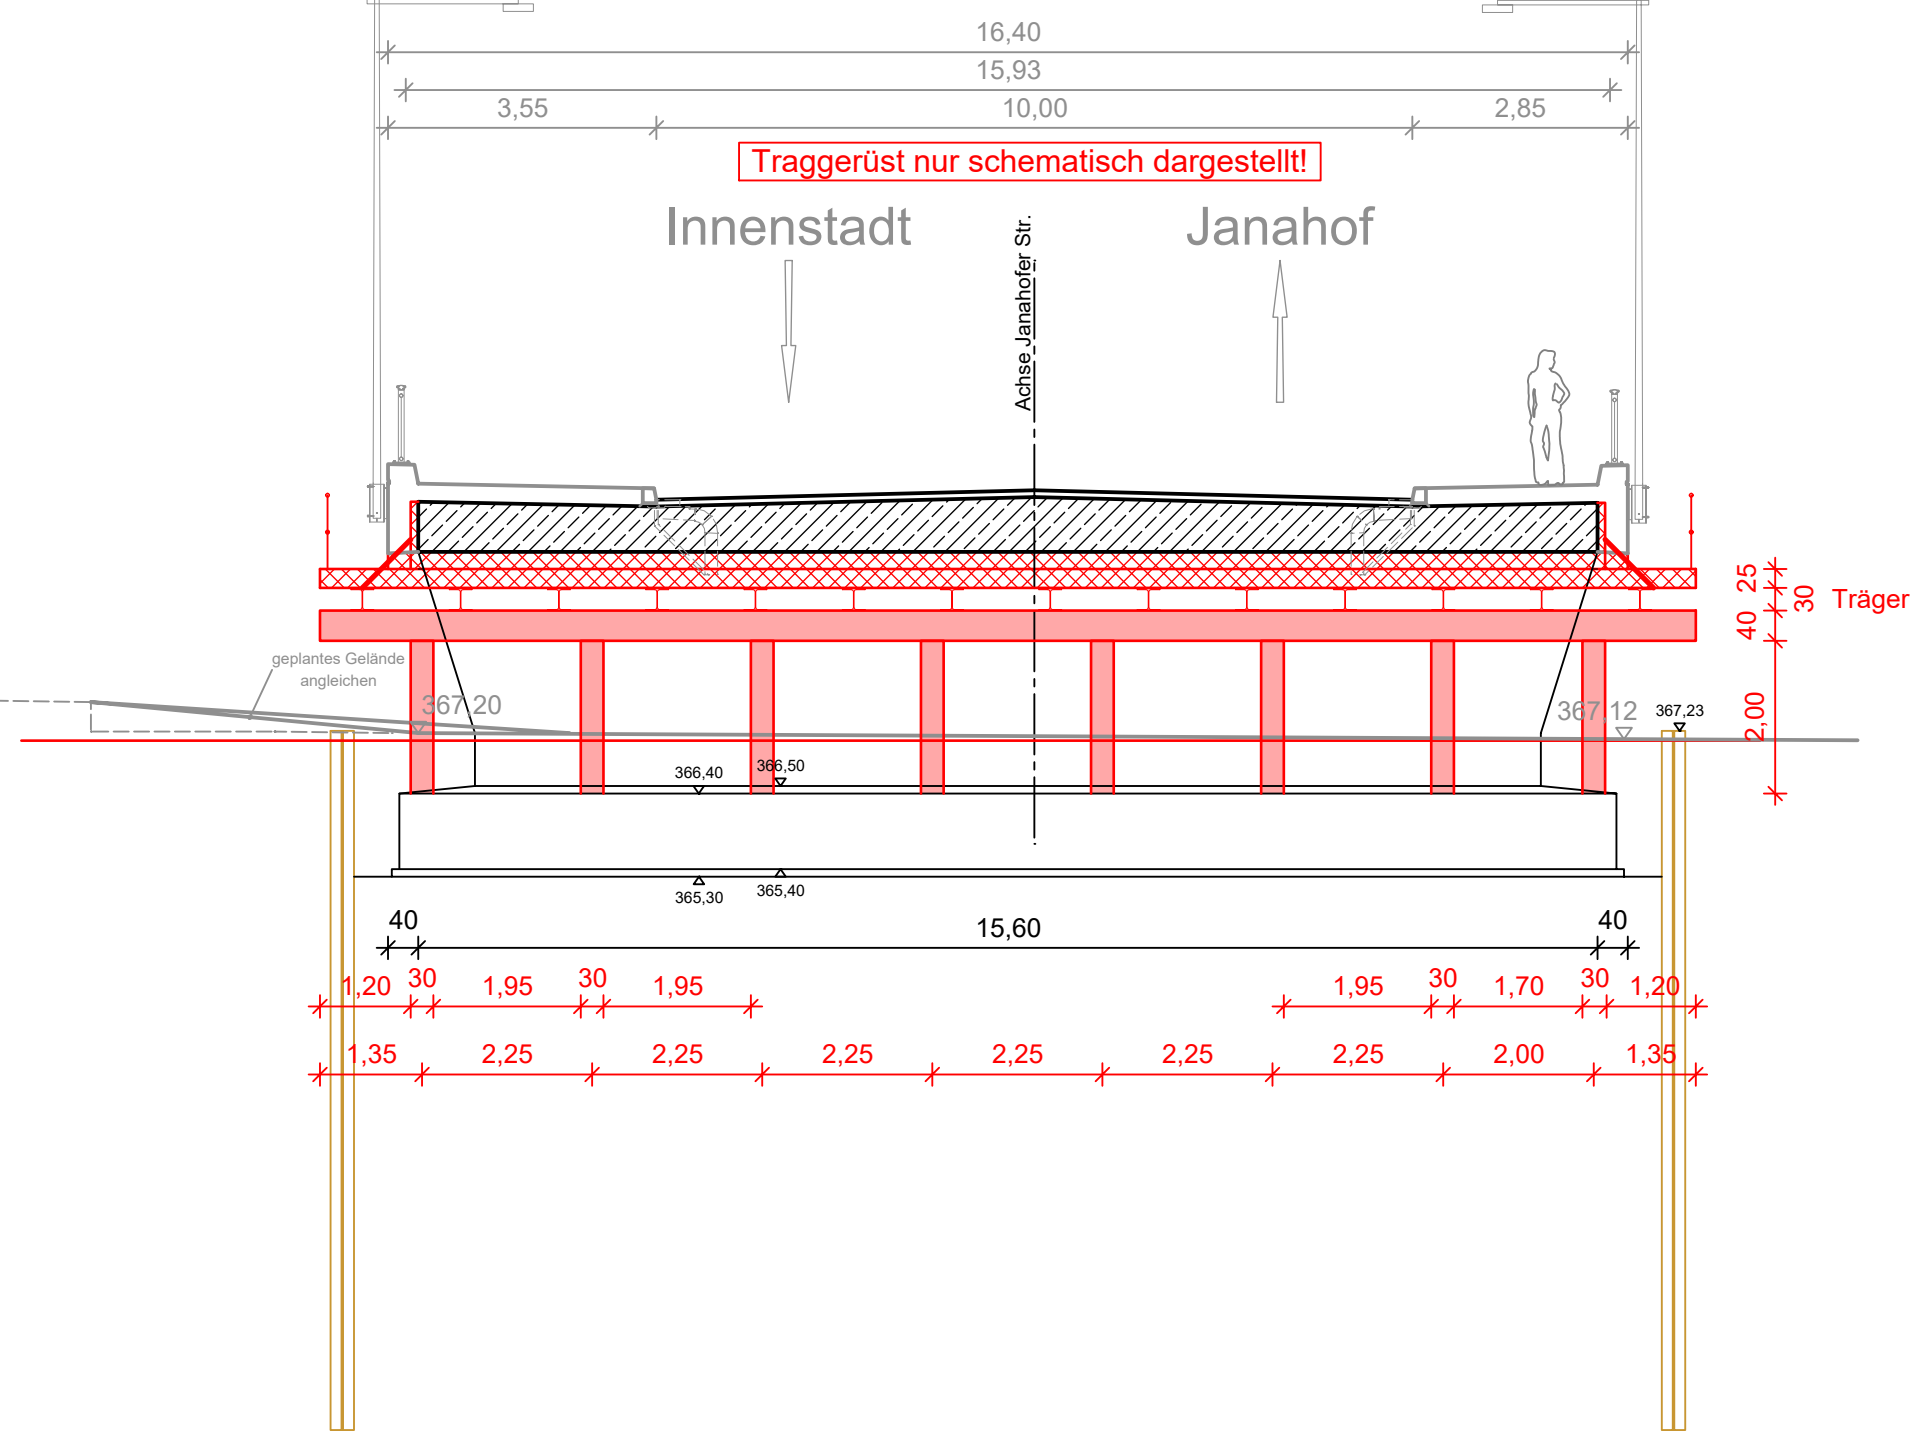 16,40
15,93
3,55 10,00 2,85
Traggerüst nur schematisch dargestellt!
Innenstadt Janahof
Achse Janahofer Str.
25
30 Träger
40
geplantes Gelände
angleichen
367,20 367,12 367,23
2,00
366,40 366,50
365,30 365,40
40 15,60 40
1,20 30 1,95 30 1,95 1,95 30 1,70 30 1,20
1,35 2,25 2,25 2,25 2,25 2,25 2,25 2,00 1,35